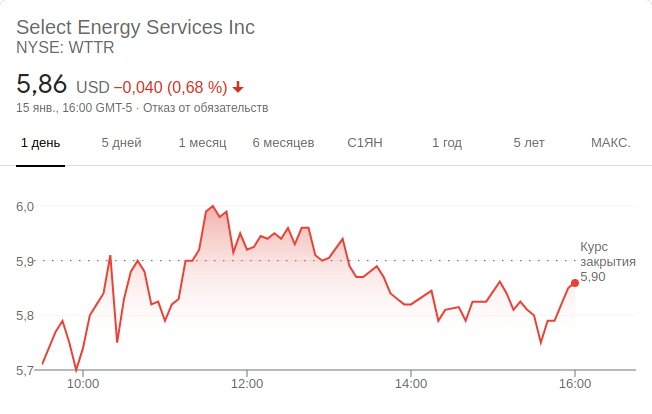 Select Energy Services Inc
NYSE: WTTR
5,86 USD −0,040 (0,68 %)
15 янв., 16:00 GMT-5 · Отказ от обязательств
1 день 5 дней 1 месяц 6 месяцев С1ЯН 1 год 5 лет МАКС.
6,0
Курс
закрытия
5,9
5,90
5,8
5,7
10:00 12:00 14:00 16:00